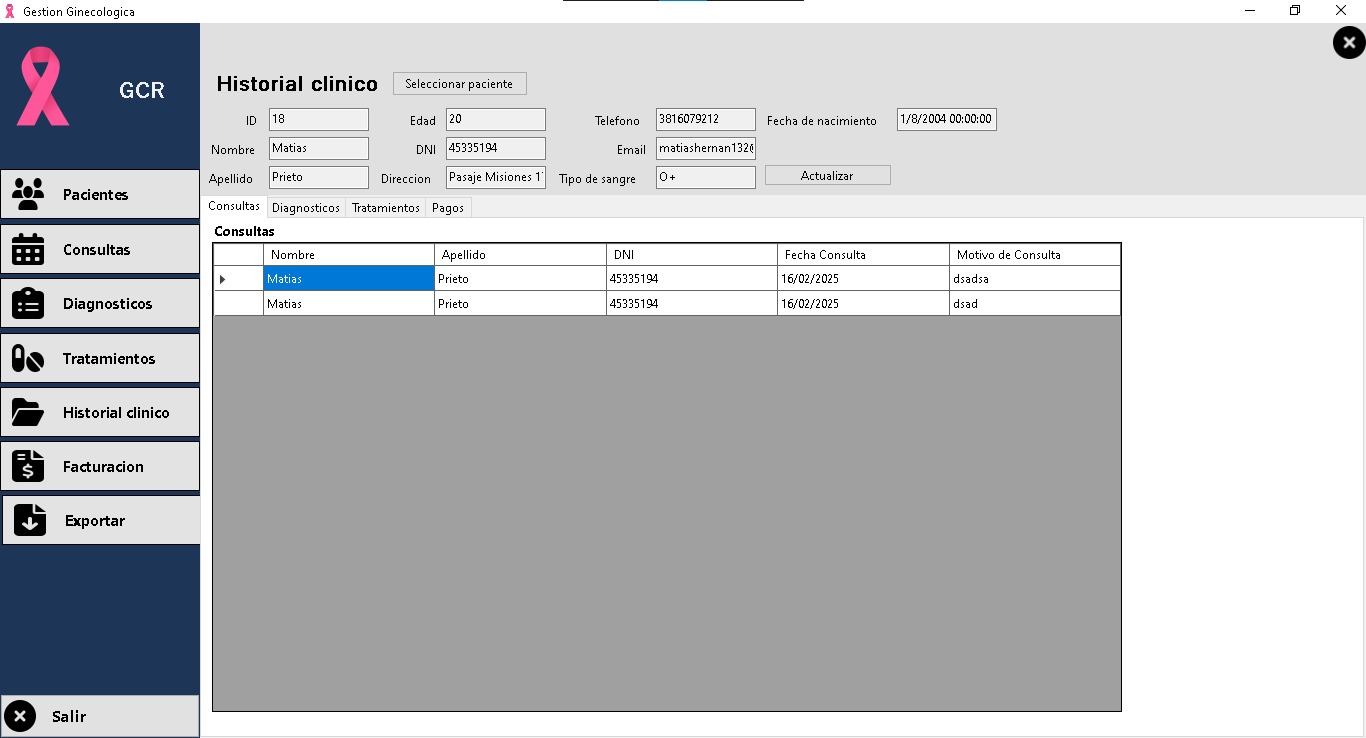 Gestion Ginecologica
GCR
Pacientes
Consultas
Diagnosticos
Tratamientos
Historial clinico
Facturacion
Exportar
Salir
Historial clinico Seleccionar paciente
ID 18 Edad 20 Telefono 3816079212 Fecha de nacimiento 1/8/2004 00:00:00
Nombre Matias DNI 45335194 Email matiashernan132@
Apellido Prieto Direccion Pasaje Misiones 1 Tipo de sangre O+ Actualizar
Consultas Diagnosticos Tratamientos Pagos
Consultas
Nombre Apellido DNI Fecha Consulta Motivo de Consulta
Matias Prieto 45335194 16/02/2025 dsadsa
Matias Prieto 45335194 16/02/2025 dsad